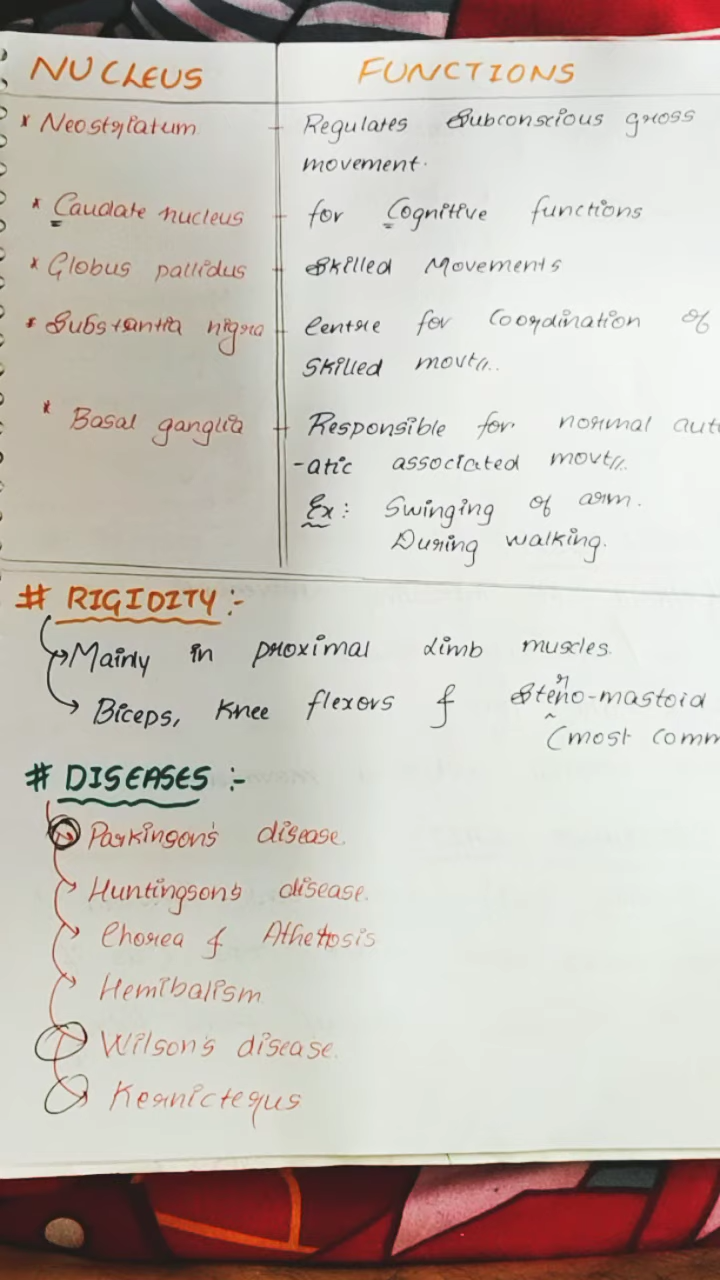 NUCLEUS FUNCTIONS
* Neostriatum - Regulates Subconscious gross
movement.
* Caudate nucleus - for Cognitive functions
* Globus pallidus - Skilled Movements
* Substantia nigra - Centre for Coordination of
Skilled movt//..
* Basal ganglia - Responsible for normal aut
-atic associated movt//.
Ex: Swinging of arm.
During walking.
# RIGIDITY :-
→ Mainly in proximal limb muscles.
→ Biceps, knee flexors & Sterno-mastoid
(most comm
# DISEASES :-
→ Parkingson's disease.
→ Huntingson's disease.
→ Chorea & Athetosis
→ Hemibalism
→ Wilson's disease.
→ Kernicterus